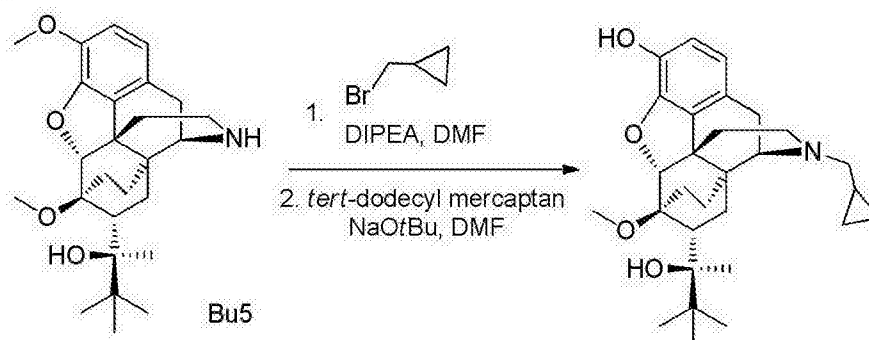 O
HO
Br
O
1.
O
NH
DIPEA, DMF
N
2. tert-dodecyl mercaptan
O
NaOtBu, DMF
O
HO
HO
Bu5